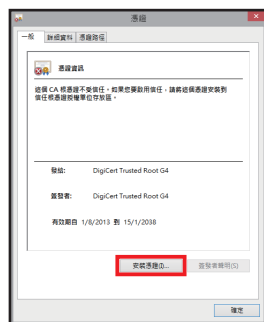 憑證
一般 詳細資料 憑證路徑
憑證資訊
這個 CA 根憑證不受信任。如果您要啟用信任，請將這個憑證安裝到
信任根憑證授權單位存放區。
發給: DigiCert Trusted Root G4
簽發者: DigiCert Trusted Root G4
有效期自 1/8/2013 到 15/1/2038
安裝憑證(I)... 簽發者聲明(S)
確定